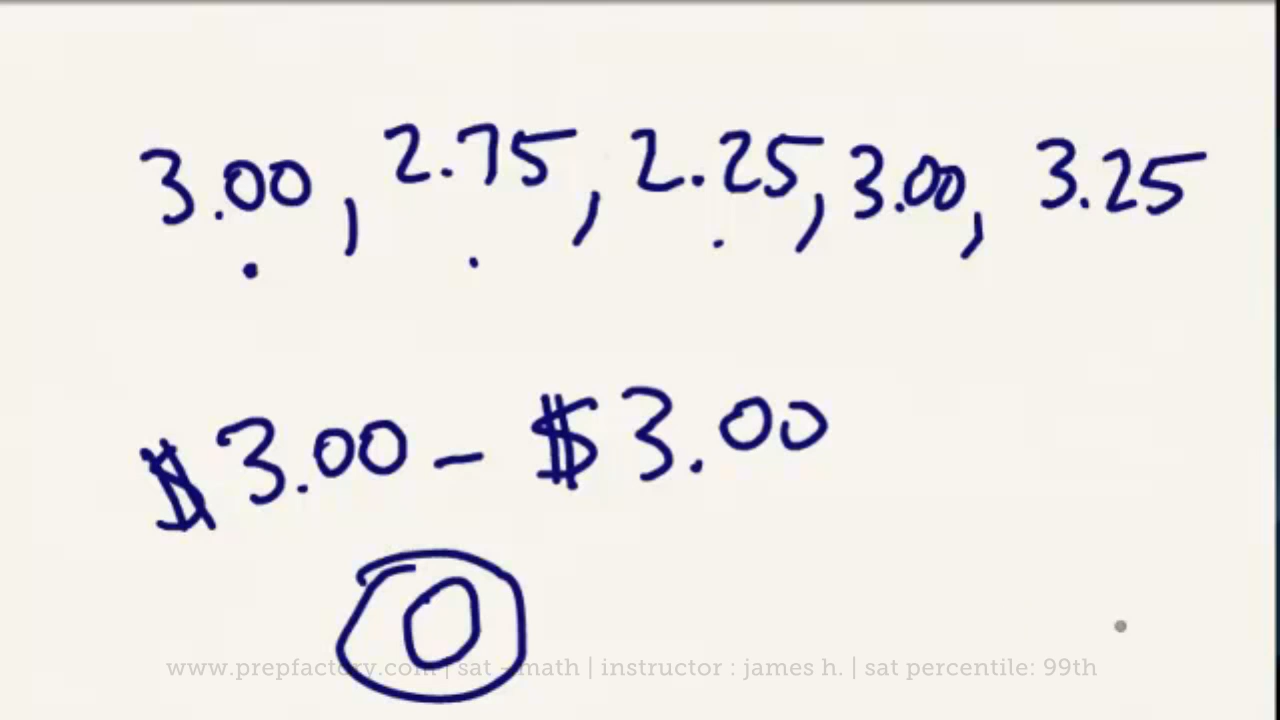 3.00, 2.75, 2.25, 3.00, 3.25
$3.00 - $3.00
0
www.prepfactory.com | sat - math | instructor : james h. | sat percentile: 99th